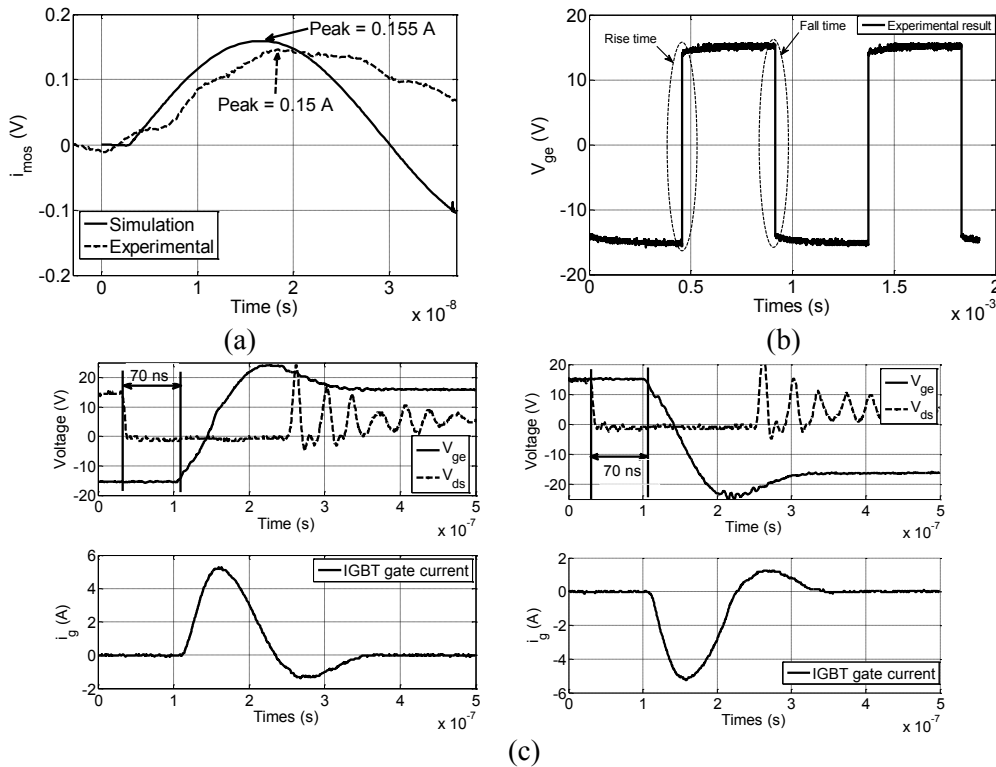 0.2
0.1
0
-0.1
-0.2
i_mos (V)
Peak = 0.155 A
Peak = 0.15 A
Simulation
Experimental
0 1 2 3
Time (s)
x 10^-8
(a)
20
10
0
-10
-20
V_ge (V)
Rise time
Fall time
Experimental result
0 0.5 1 1.5 2
Times (s)
x 10^-3
(b)
20
10
0
-10
-20
Voltage (V)
70 ns
V_ge
V_ds
0 1 2 3 4 5
Time (s)
x 10^-7
20
10
0
-10
-20
Voltage (V)
70 ns
V_ge
V_ds
0 1 2 3 4 5
Time (s)
x 10^-7
6
4
2
0
-2
i_g (A)
IGBT gate current
0 1 2 3 4 5
Times (s)
x 10^-7
2
0
-2
-4
-6
i_g (A)
IGBT gate current
0 1 2 3 4 5
Times (s)
x 10^-7
(c)